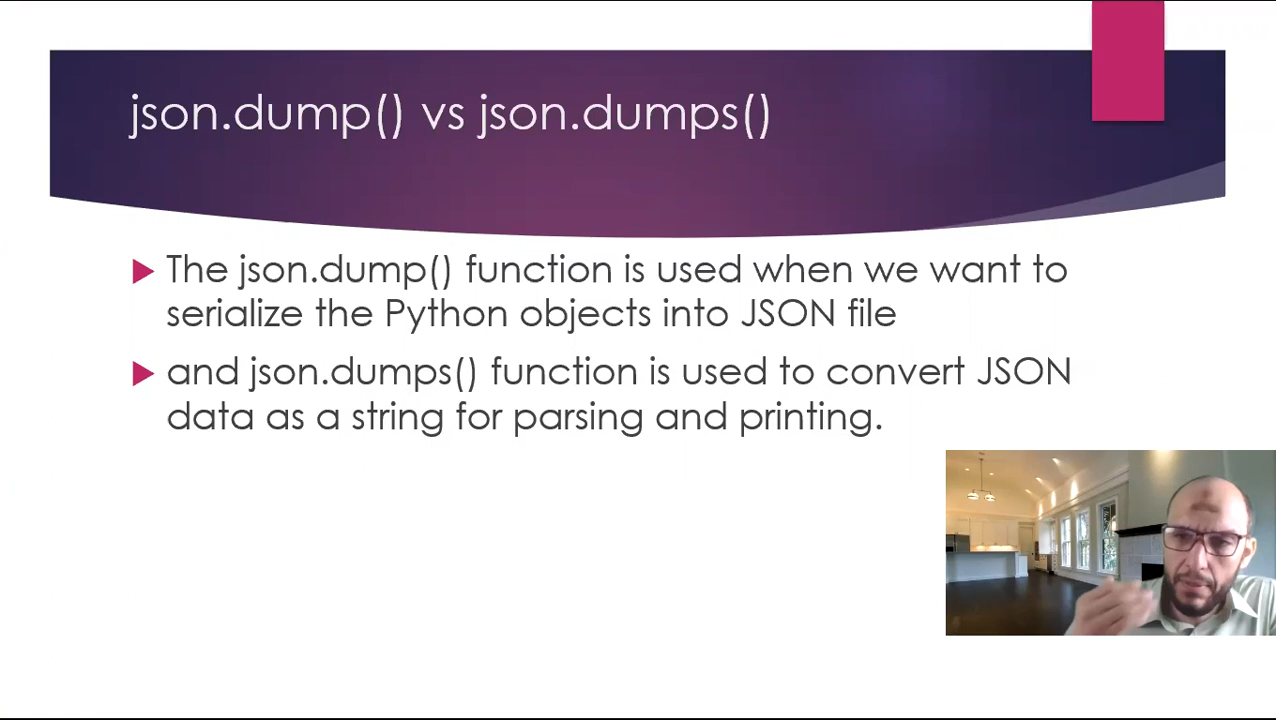 json.dump() vs json.dumps()
The json.dump() function is used when we want to
serialize the Python objects into JSON file
and json.dumps() function is used to convert JSON
data as a string for parsing and printing.